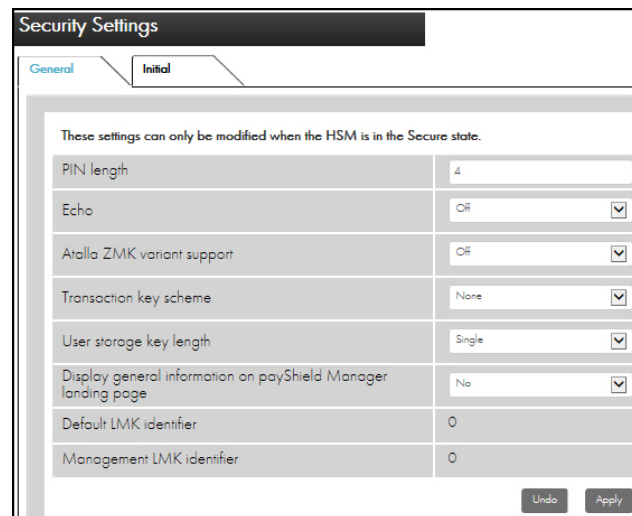 Security Settings
General Initial
These settings can only be modified when the HSM is in the Secure state.
PIN length 4
Echo Off
Atalla ZMK variant support Off
Transaction key scheme None
User storage key length Single
Display general information on payShield Manager
landing page No
Default LMK identifier 0
Management LMK identifier 0
Undo Apply